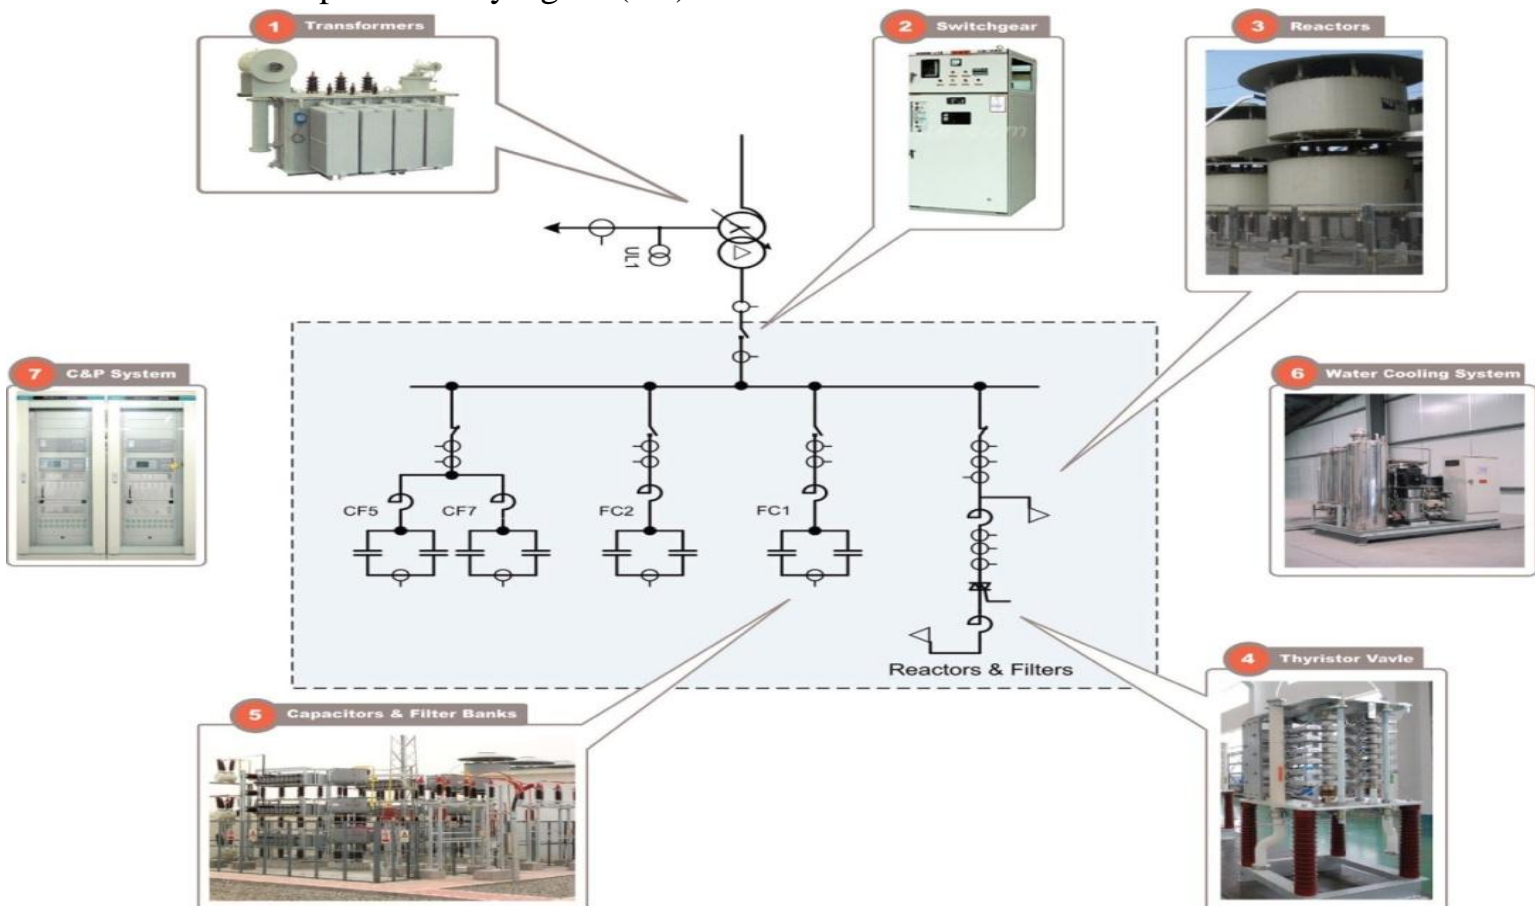 1 Transformers
2 Switchgear
3 Reactors
UL1
7 C&P System
6 Water Cooling System
CF5
CF7
FC2
FC1
Reactors & Filters
4 Thyristor Vavle
5 Capacitors & Filter Banks